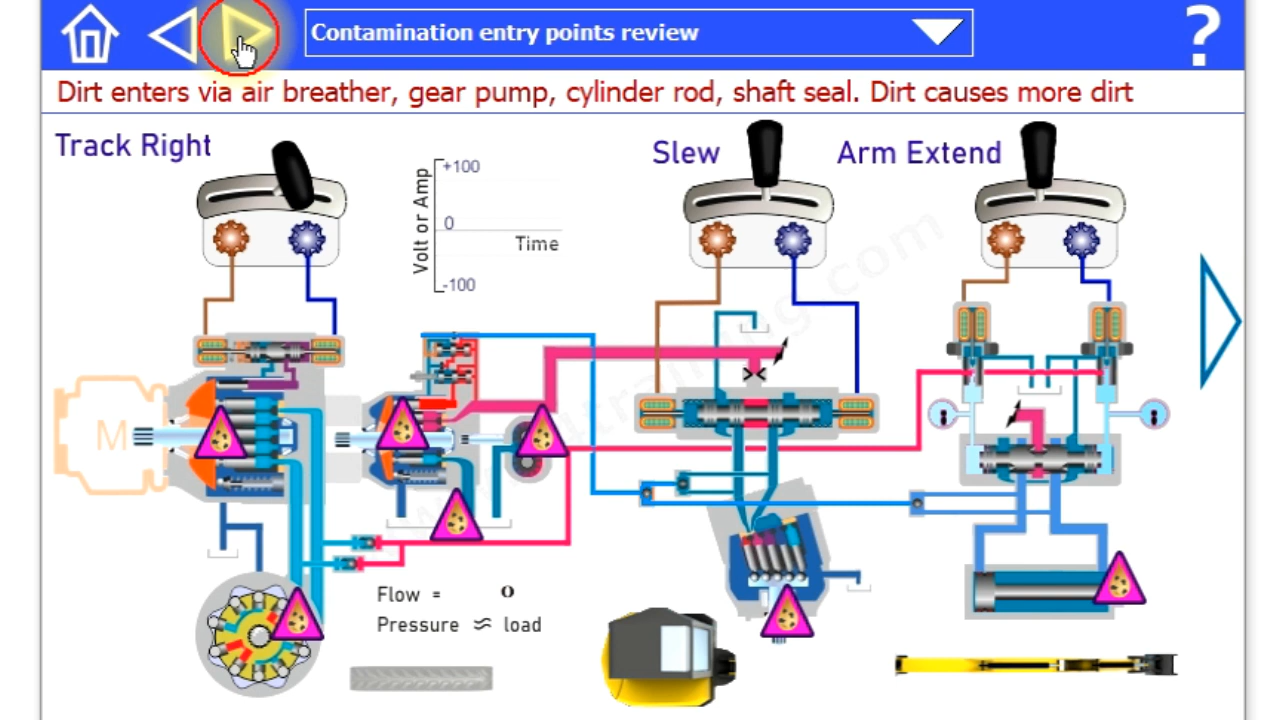 Contamination entry points review
?
Dirt enters via air breather, gear pump, cylinder rod, shaft seal. Dirt causes more dirt
Track Right
Slew
Arm Extend
Volt or Amp
+100
0
-100
Time
M
Flow = 0
Pressure ≈ load